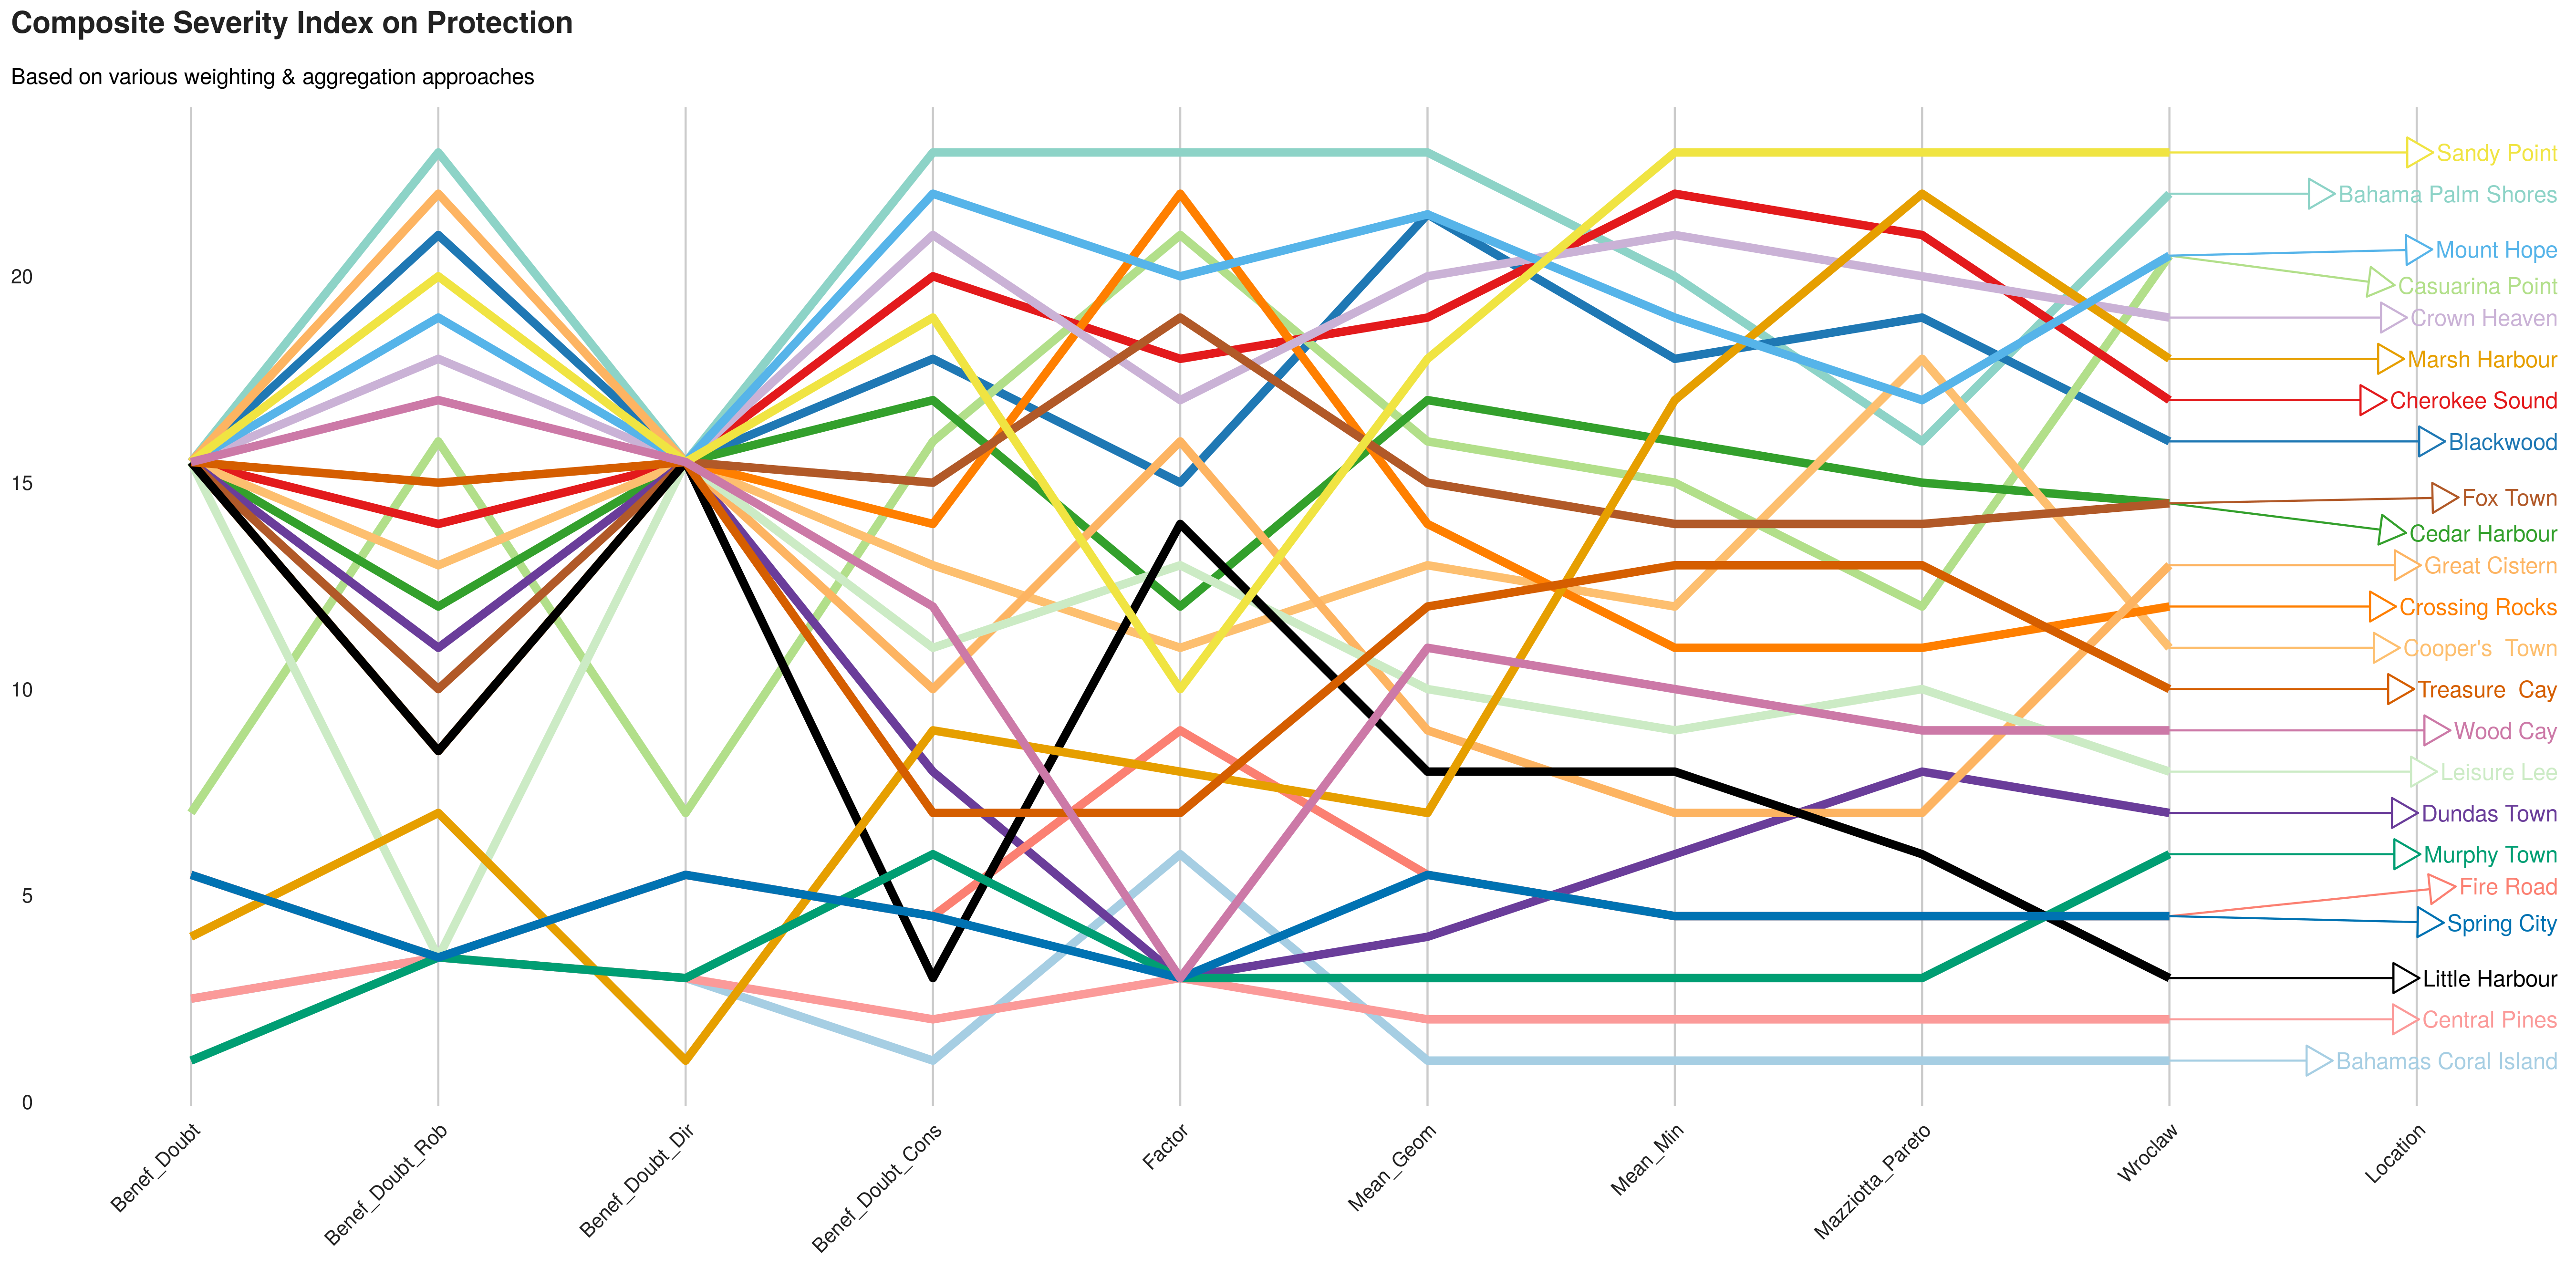 Composite Severity Index on Protection
Based on various weighting & aggregation approaches
Sandy Point
Bahama Palm Shores
Mount Hope
20
Casuarina Point
Crown Heaven
Marsh Harbour
Cherokee Sound
Blackwood
15
Fox Town
Cedar Harbour
Great Cistern
Crossing Rocks
Cooper's  Town
10
Treasure  Cay
Wood Cay
Leisure Lee
Dundas Town
Murphy Town
5
Fire Road
Spring City
Little Harbour
Central Pines
Bahamas Coral Island
0
Benef_Doubt
Benef_Doubt_Rob
Benef_Doubt_Dir
Benef_Doubt_Cons
Factor
Mean_Geom
Mean_Min
Mazziotta_Pareto
Wroclaw
Location